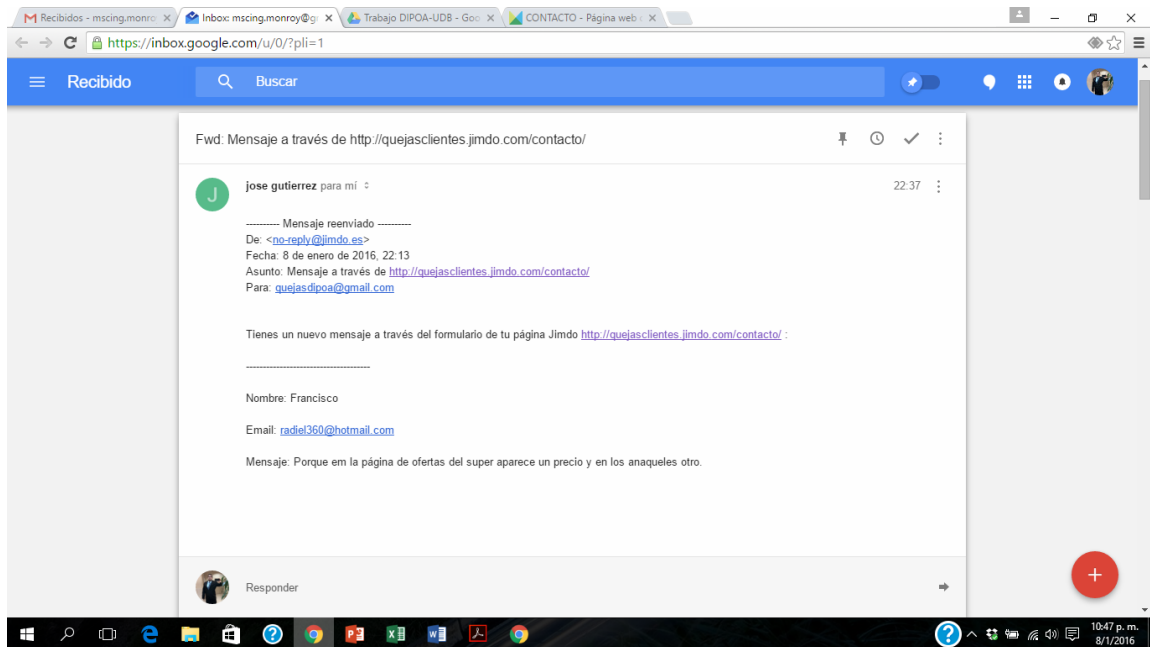 Recibidos - mscing.monro
Inbox: mscing.monroy@g
Trabajo DIPOA-UDB - Goo
CONTACTO - Página web
https://inbox.google.com/u/0/?pli=1
Recibido
Buscar
Fwd: Mensaje a través de http://quejasclientes.jimdo.com/contacto/
J
jose gutierrez para mí
22:37
---------- Mensaje reenviado ----------
De: <no-reply@jimdo.es>
Fecha: 8 de enero de 2016, 22:13
Asunto: Mensaje a través de http://quejasclientes.jimdo.com/contacto/
Para: quejasdipoa@gmail.com
Tienes un nuevo mensaje a través del formulario de tu página Jimdo http://quejasclientes.jimdo.com/contacto/ :
------------------------------------
Nombre: Francisco
Email: radiel360@hotmail.com
Mensaje: Porque em la página de ofertas del super aparece un precio y en los anaqueles otro.
Responder
10:47 p. m.
8/1/2016